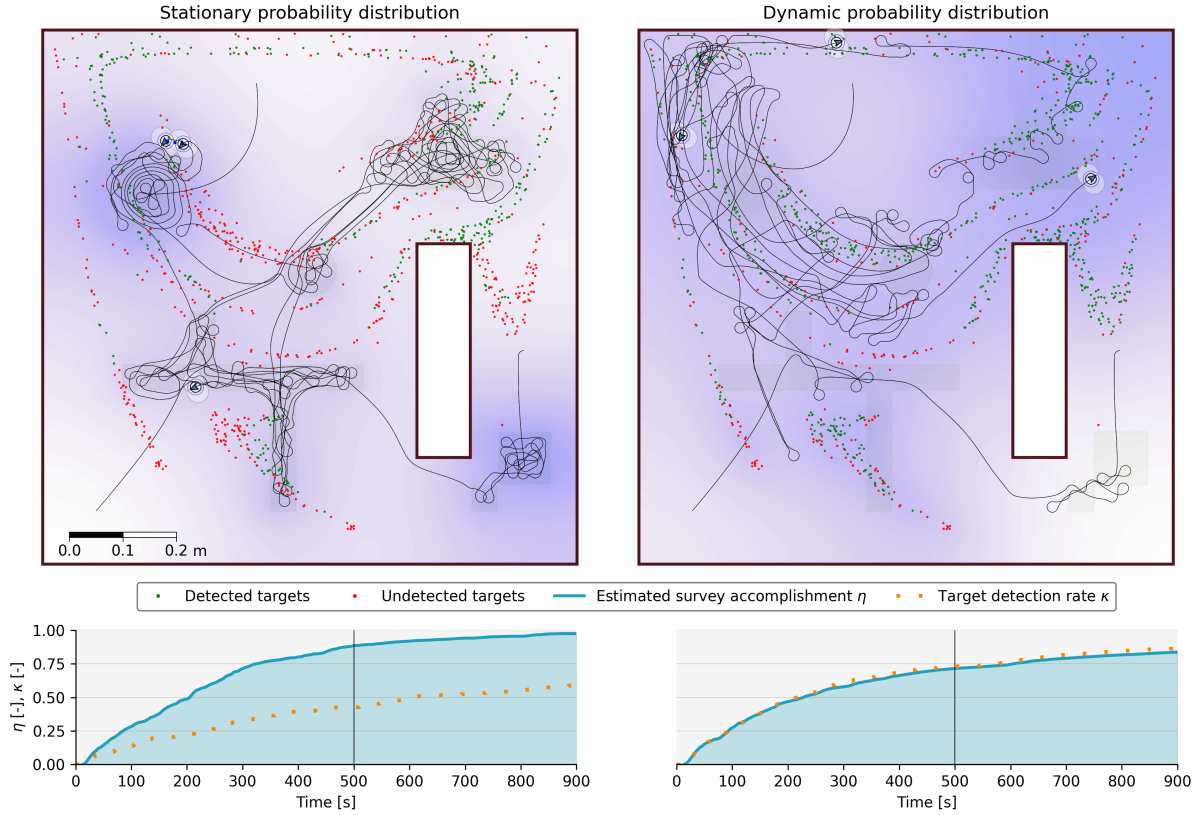 Stationary probability distribution
Dynamic probability distribution
0.0 0.1 0.2 m
Detected targets
Undetected targets
Estimated survey accomplishment η
Target detection rate κ
1.00
0.75
0.50
0.25
0.00
η [-], κ [-]
0 100 200 300 400 500 600 700 800 900
Time [s]
0 100 200 300 400 500 600 700 800 900
Time [s]